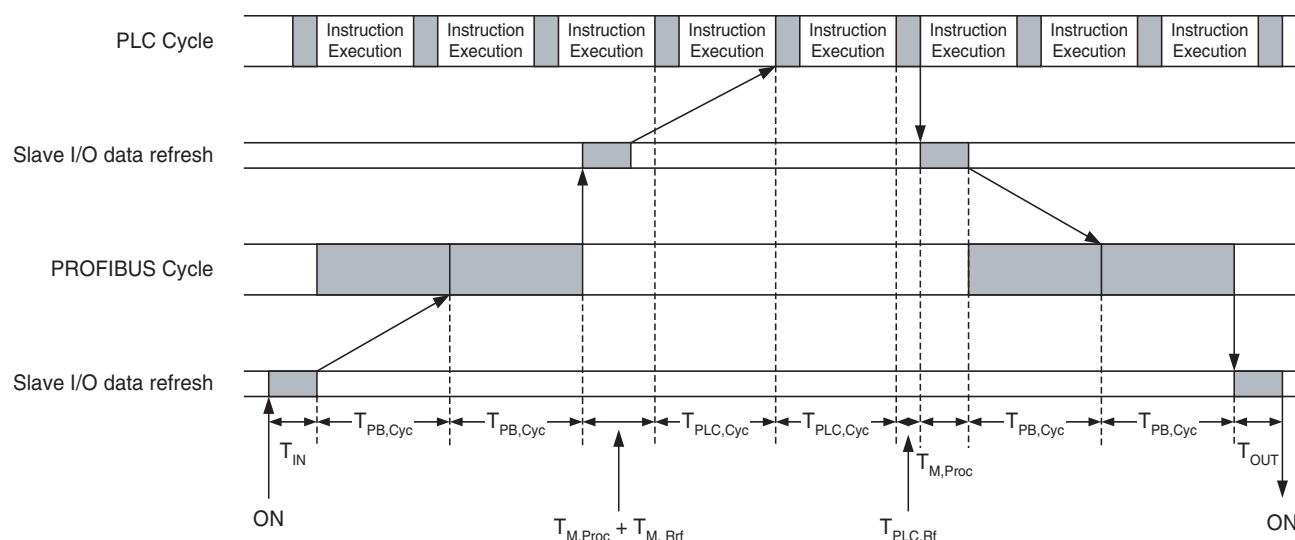 PLC Cycle
Instruction Execution
Instruction Execution
Instruction Execution
Instruction Execution
Instruction Execution
Instruction Execution
Instruction Execution
Instruction Execution
Slave I/O data refresh
PROFIBUS Cycle
Slave I/O data refresh
T_IN
T_PB,Cyc
T_PB,Cyc
T_PLC,Cyc
T_PLC,Cyc
T_M,Proc
T_PB,Cyc
T_PB,Cyc
T_OUT
ON
T_M,Proc + T_M, Rrf
T_PLC,Rf
ON